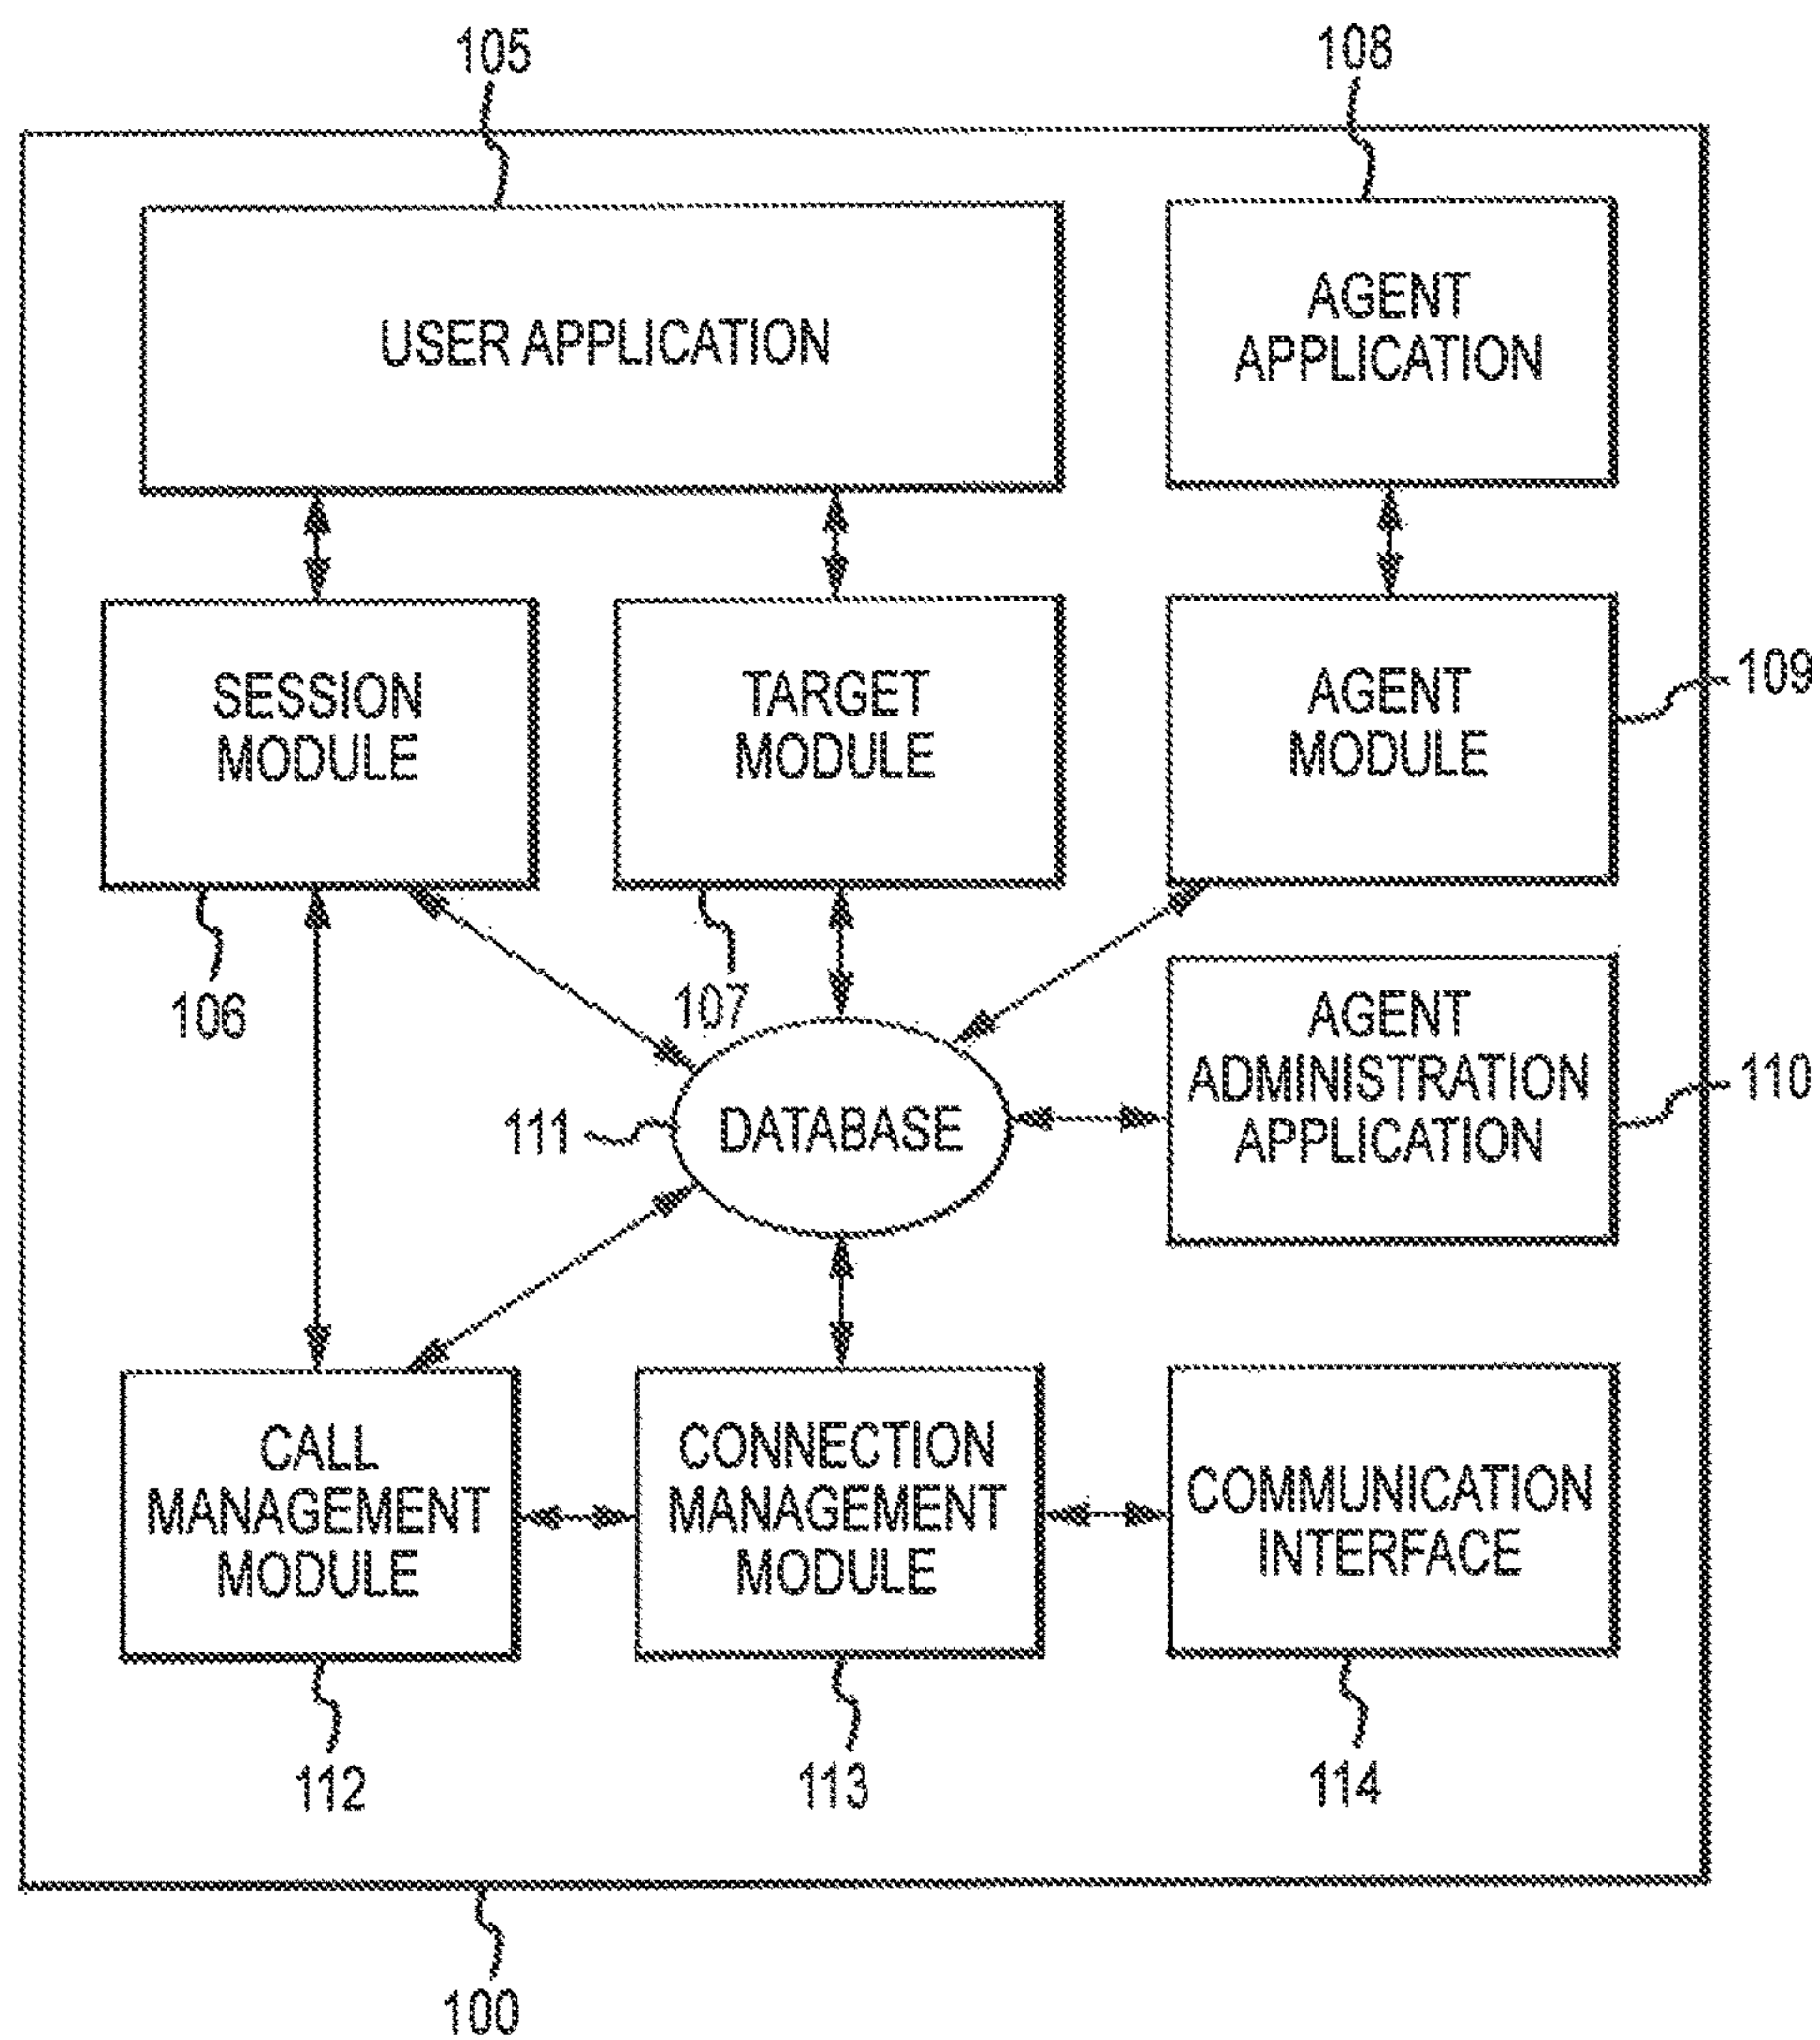 105
108
USER APPLICATION
AGENT
APPLICATION
SESSION
MODULE
TARGET
MODULE
AGENT
MODULE
109
106
107
AGENT
ADMINISTRATION
APPLICATION
110
111
DATABASE
CALL
MANAGEMENT
MODULE
CONNECTION
MANAGEMENT
MODULE
COMMUNICATION
INTERFACE
112
113
114
100